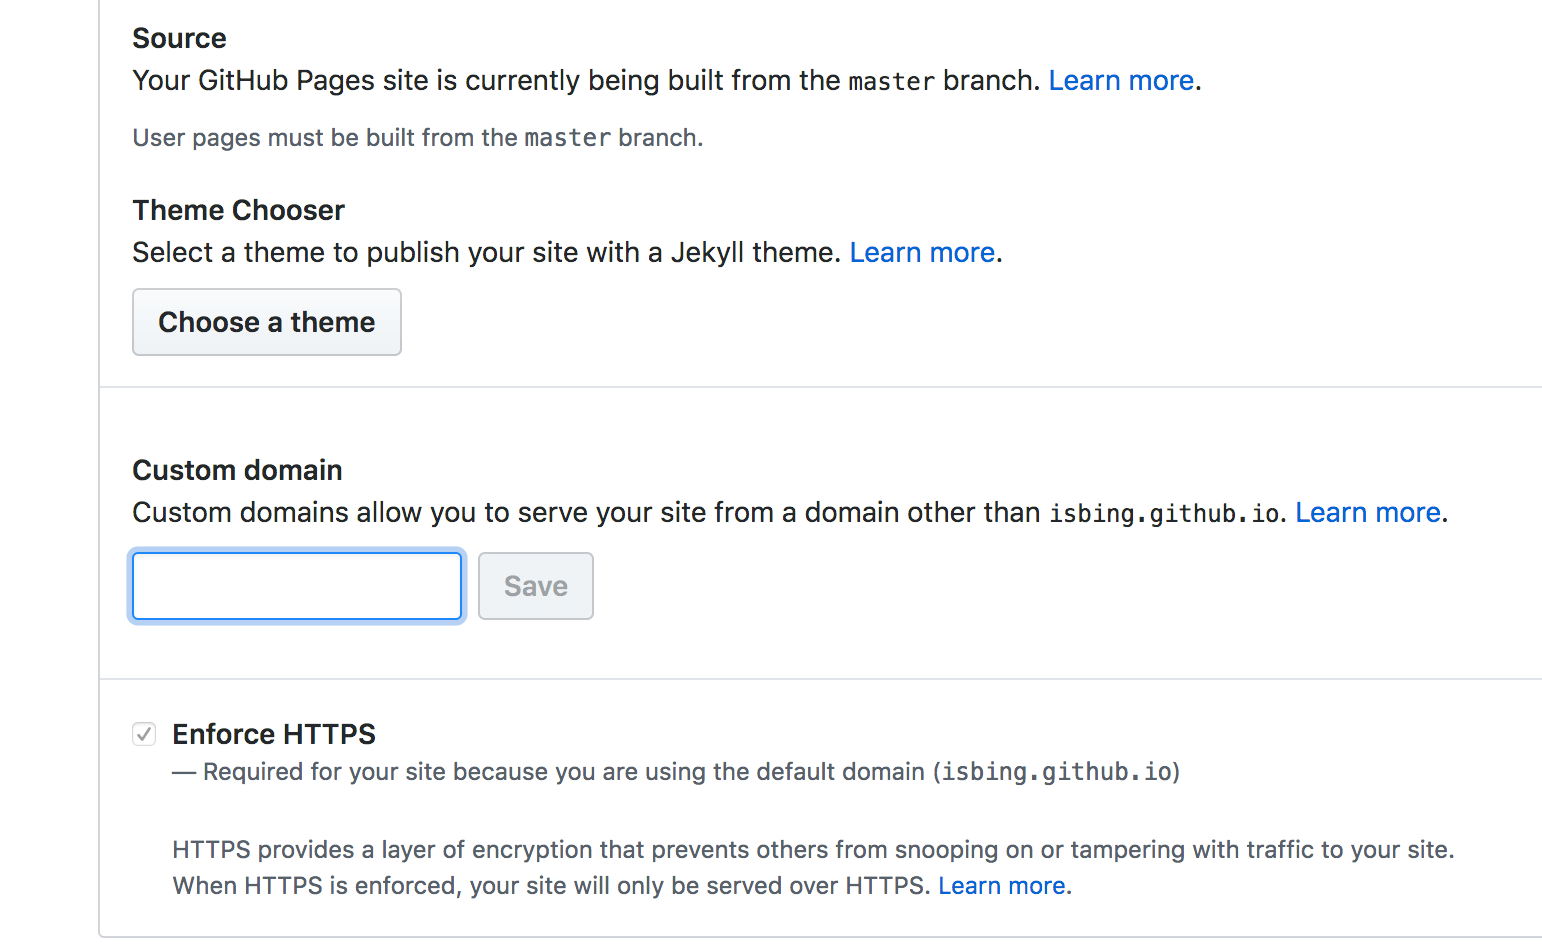 Source
Your GitHub Pages site is currently being built from the master branch. Learn more.
User pages must be built from the master branch.
Theme Chooser
Select a theme to publish your site with a Jekyll theme. Learn more.
Choose a theme
Custom domain
Custom domains allow you to serve your site from a domain other than isbing.github.io. Learn more.
Save
Enforce HTTPS
— Required for your site because you are using the default domain (isbing.github.io)
HTTPS provides a layer of encryption that prevents others from snooping on or tampering with traffic to your site.
When HTTPS is enforced, your site will only be served over HTTPS. Learn more.